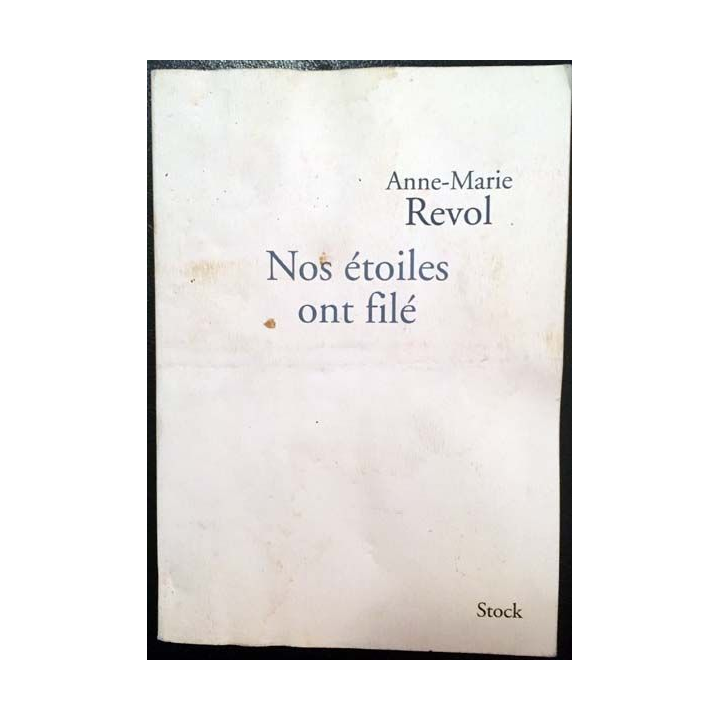 Anne-Marie
Revol
Nos étoiles
ont filé
Stock